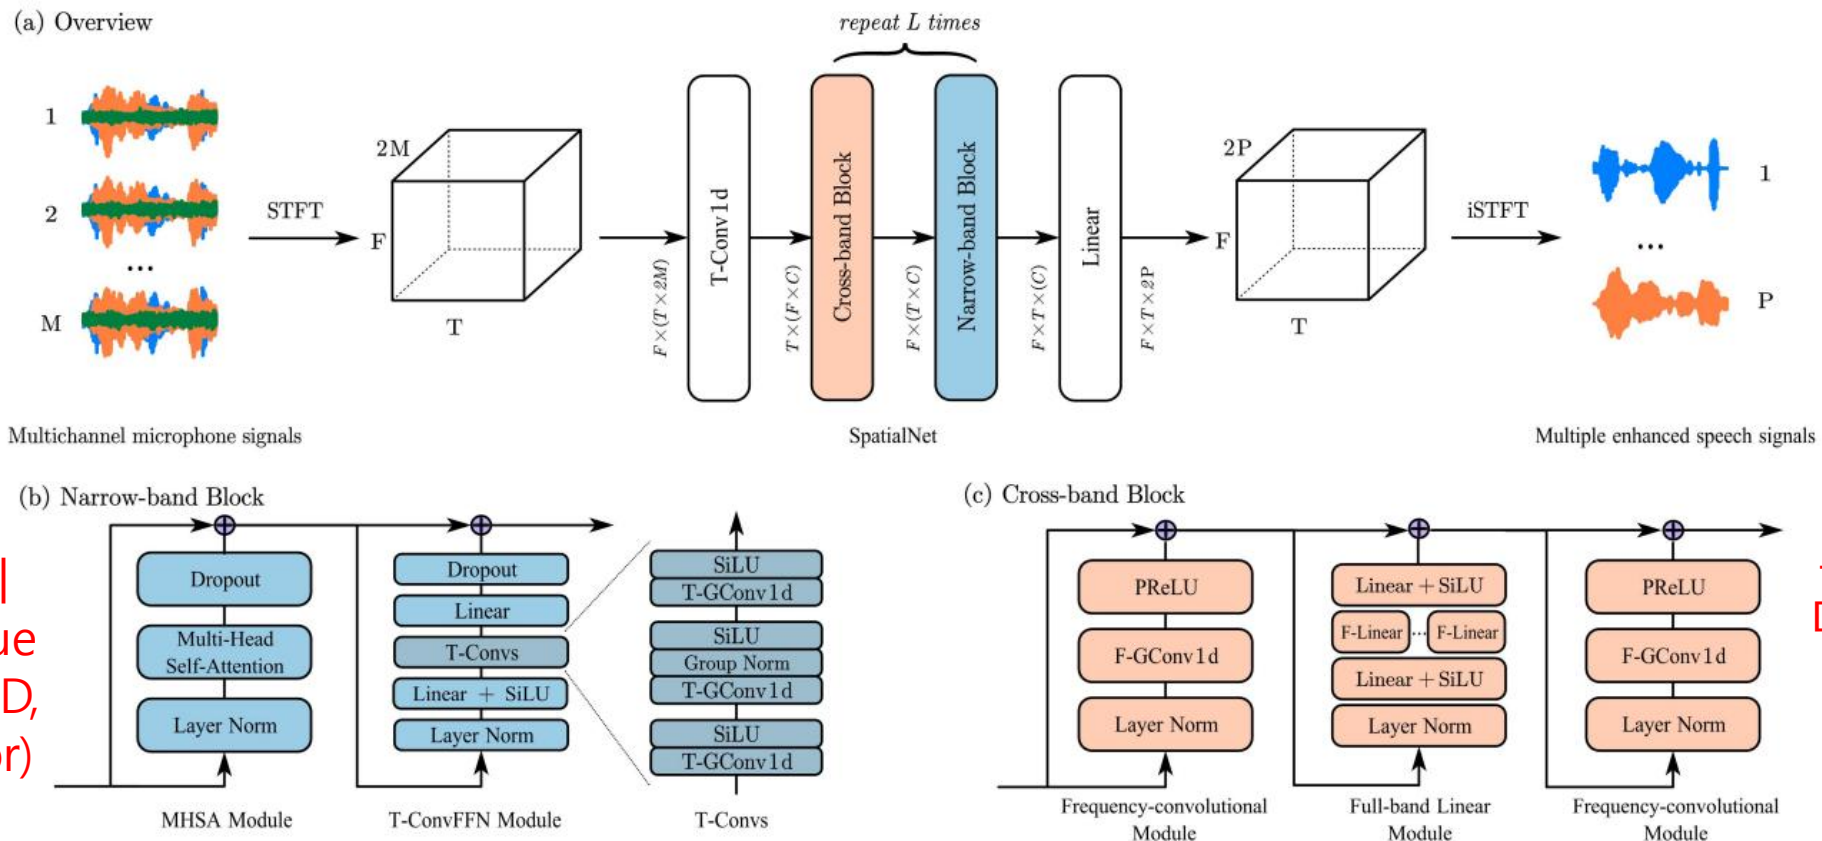 (a) Overview
repeat L times
1
2
...
M
STFT
2M
F
T
F×(T×2M)
T-Conv1d
T×(F×C)
Cross-band Block
F×(T×C)
Narrow-band Block
F×T×(C)
Linear
F×T×2P
2P
F
T
iSTFT
1
...
P
Multichannel microphone signals
SpatialNet
Multiple enhanced speech signals
(b) Narrow-band Block
Dropout
Multi-Head
Self-Attention
Layer Norm
MHSA Module
Dropout
Linear
T-Convs
Linear + SiLU
Layer Norm
T-ConvFFN Module
SiLU
T-GConv1d
SiLU
Group Norm
T-GConv1d
SiLU
T-GConv1d
T-Convs
(c) Cross-band Block
PReLU
F-GConv1d
Layer Norm
Frequency-convolutional
Module
Linear + SiLU
F-Linear ... F-Linear
Linear + SiLU
Layer Norm
Full-band Linear
Module
PReLU
F-GConv1d
Layer Norm
Frequency-convolutional
Module
ue
D,
or)